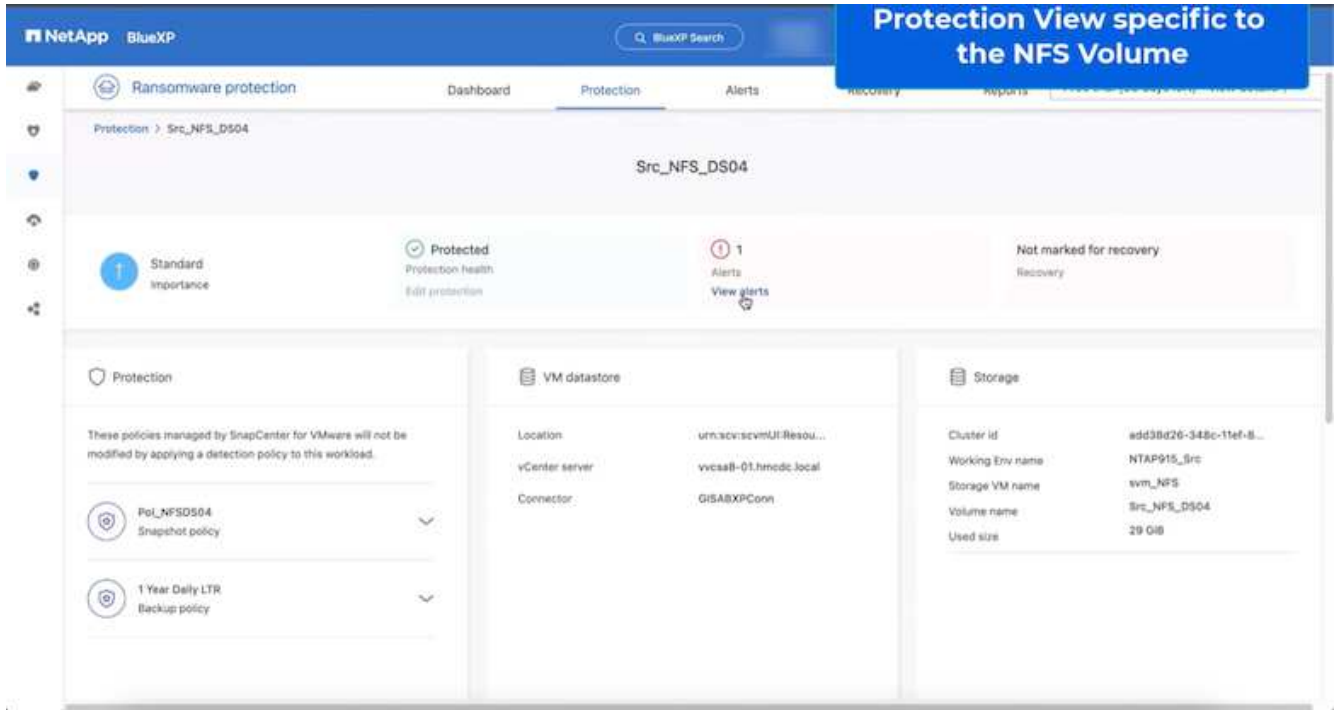 NetApp BlueXP
BlueXP Search
Protection View specific to
the NFS Volume
Ransomware protection
Dashboard
Protection
Alerts
Recovery
Reports
Protection > Src_NFS_DS04
Src_NFS_DS04
Standard
Importance
Protected
Protection health
Edit protection
1
Alerts
View alerts
Not marked for recovery
Recovery
Protection
These policies managed by SnapCenter for VMware will not be
modified by applying a detection policy to this workload.
Pol_NFSDS04
Snapshot policy
1 Year Daily LTR
Backup policy
VM datastore
Location urn:scv:scvmUI:Resou...
vCenter server vvcsa8-01.hmcdc.local
Connector GISABXPConn
Storage
Cluster id add38d26-348c-11ef-8...
Working Env name NTAP915_Src
Storage VM name svm_NFS
Volume name Src_NFS_DS04
Used size 29 GiB